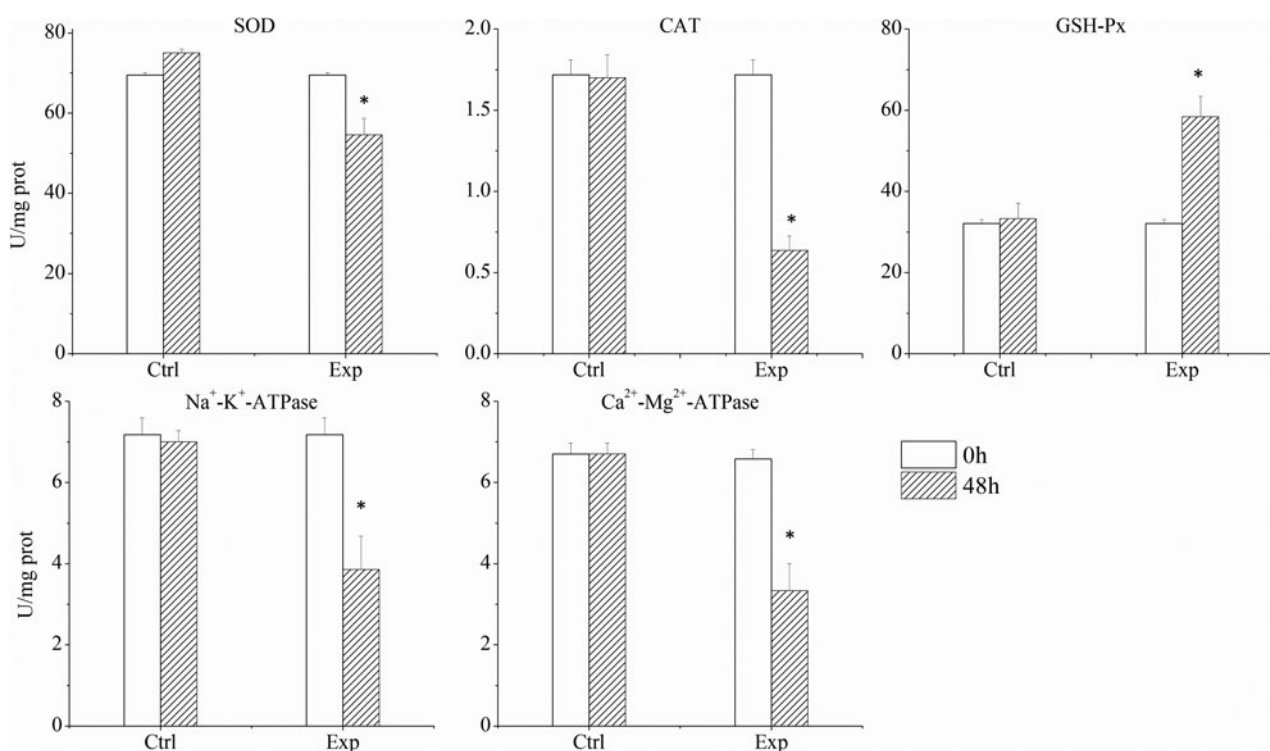 SOD
80
60
40
20
0
U/mg prot
*
Ctrl
Exp
CAT
2.0
1.5
1.0
0.5
0.0
*
Ctrl
Exp
GSH-Px
80
60
40
20
0
*
Ctrl
Exp
Na⁺-K⁺-ATPase
8
6
4
2
0
U/mg prot
*
Ctrl
Exp
Ca²⁺-Mg²⁺-ATPase
8
6
4
2
0
*
Ctrl
Exp
0h
48h